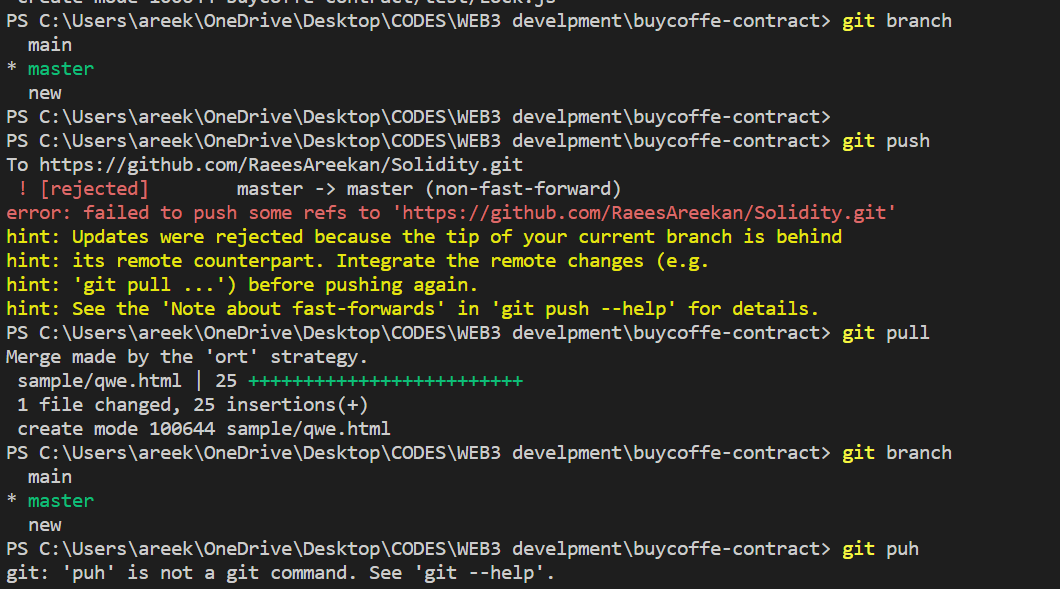 create mode 100644 buycoffe-contract/test/Lock.js
PS C:\Users\areek\OneDrive\Desktop\CODES\WEB3 develpment\buycoffe-contract> git branch
  main
* master
  new
PS C:\Users\areek\OneDrive\Desktop\CODES\WEB3 develpment\buycoffe-contract>
PS C:\Users\areek\OneDrive\Desktop\CODES\WEB3 develpment\buycoffe-contract> git push
To https://github.com/RaeesAreekan/Solidity.git
 ! [rejected]        master -> master (non-fast-forward)
error: failed to push some refs to 'https://github.com/RaeesAreekan/Solidity.git'
hint: Updates were rejected because the tip of your current branch is behind
hint: its remote counterpart. Integrate the remote changes (e.g.
hint: 'git pull ...') before pushing again.
hint: See the 'Note about fast-forwards' in 'git push --help' for details.
PS C:\Users\areek\OneDrive\Desktop\CODES\WEB3 develpment\buycoffe-contract> git pull
Merge made by the 'ort' strategy.
 sample/qwe.html | 25 +++++++++++++++++++++++++
 1 file changed, 25 insertions(+)
 create mode 100644 sample/qwe.html
PS C:\Users\areek\OneDrive\Desktop\CODES\WEB3 develpment\buycoffe-contract> git branch
  main
* master
  new
PS C:\Users\areek\OneDrive\Desktop\CODES\WEB3 develpment\buycoffe-contract> git puh
git: 'puh' is not a git command. See 'git --help'.